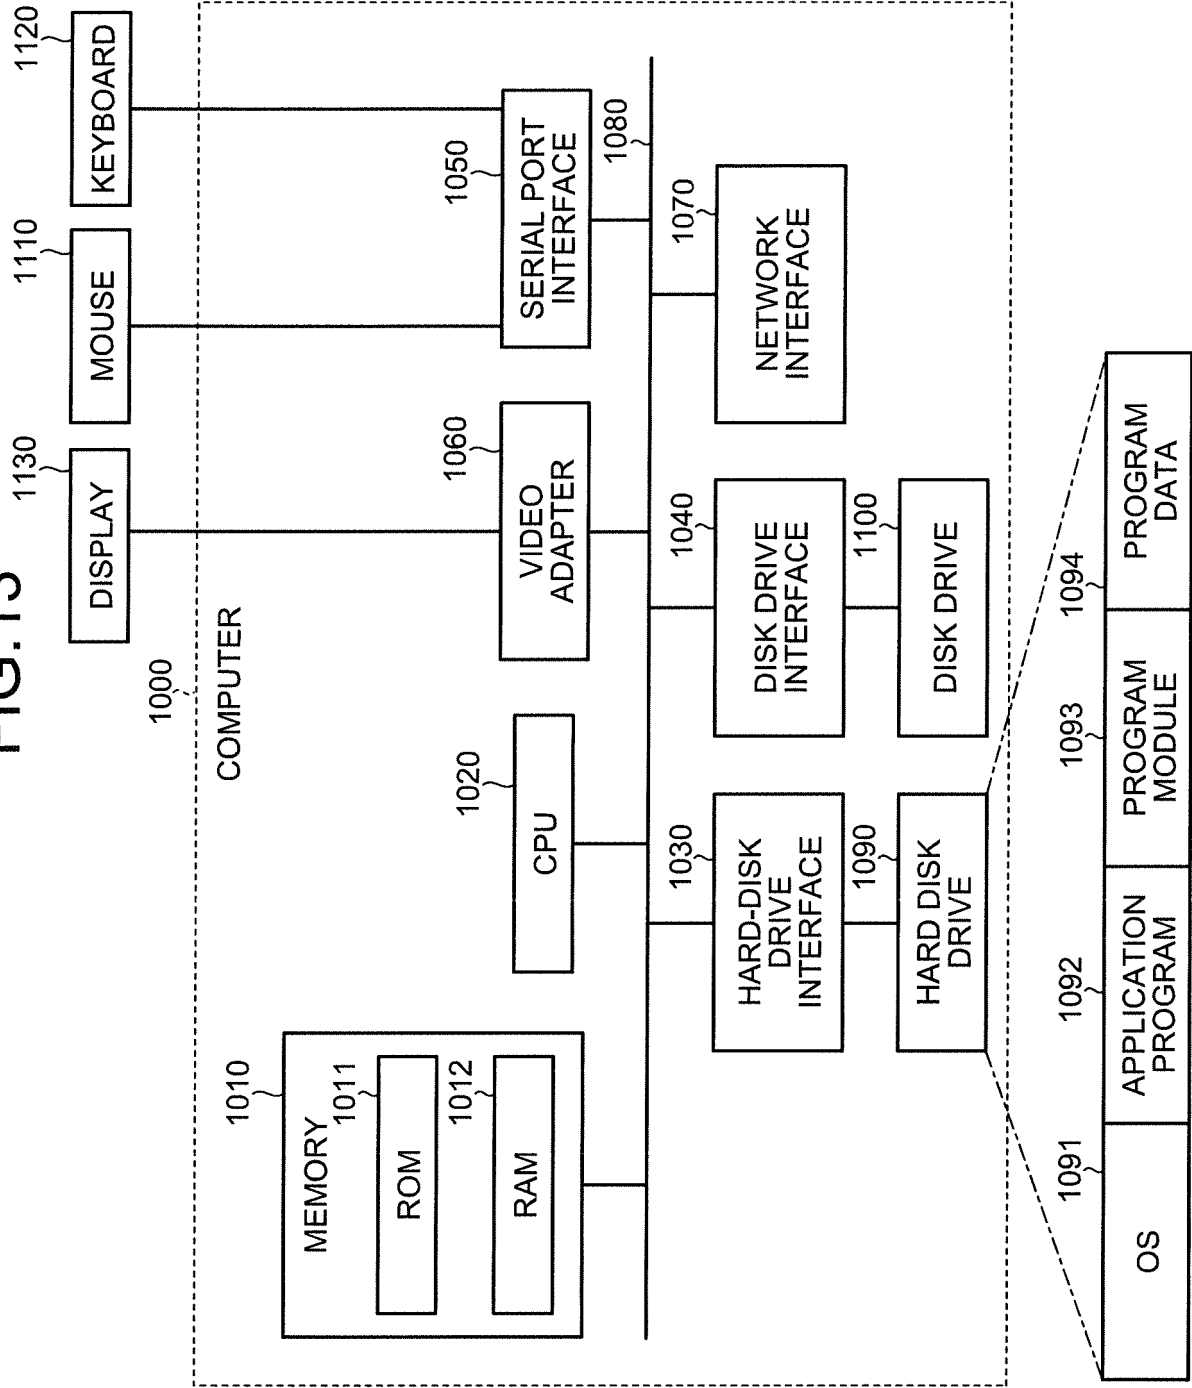 1130
1110
1120
DISPLAY
MOUSE
KEYBOARD
1000
COMPUTER
1010
MEMORY
1011
ROM
1012
RAM
1020
CPU
1060
VIDEO
ADAPTER
1050
SERIAL PORT
INTERFACE
1080
1030
HARD-DISK
DRIVE
INTERFACE
1040
DISK DRIVE
INTERFACE
1070
NETWORK
INTERFACE
1090
HARD DISK
DRIVE
1100
DISK DRIVE
1091
OS
1092
APPLICATION
PROGRAM
1093
PROGRAM
MODULE
1094
PROGRAM
DATA